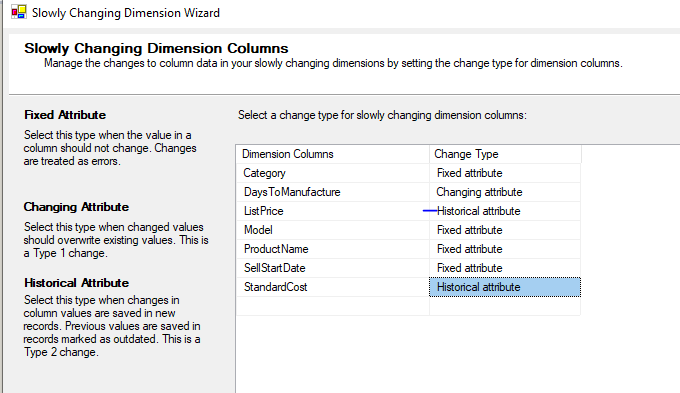 Slowly Changing Dimension Wizard
Slowly Changing Dimension Columns
Manage the changes to column data in your slowly changing dimensions by setting the change type for dimension columns.
Fixed Attribute
Select this type when the value in a
column should not change. Changes
are treated as errors.
Changing Attribute
Select this type when changed values
should overwrite existing values. This is
a Type 1 change.
Historical Attribute
Select this type when changes in
column values are saved in new
records. Previous values are saved in
records marked as outdated. This is a
Type 2 change.
Select a change type for slowly changing dimension columns:
Dimension Columns Change Type
Category Fixed attribute
DaysToManufacture Changing attribute
ListPrice Historical attribute
Model Fixed attribute
ProductName Fixed attribute
SellStartDate Fixed attribute
StandardCost Historical attribute